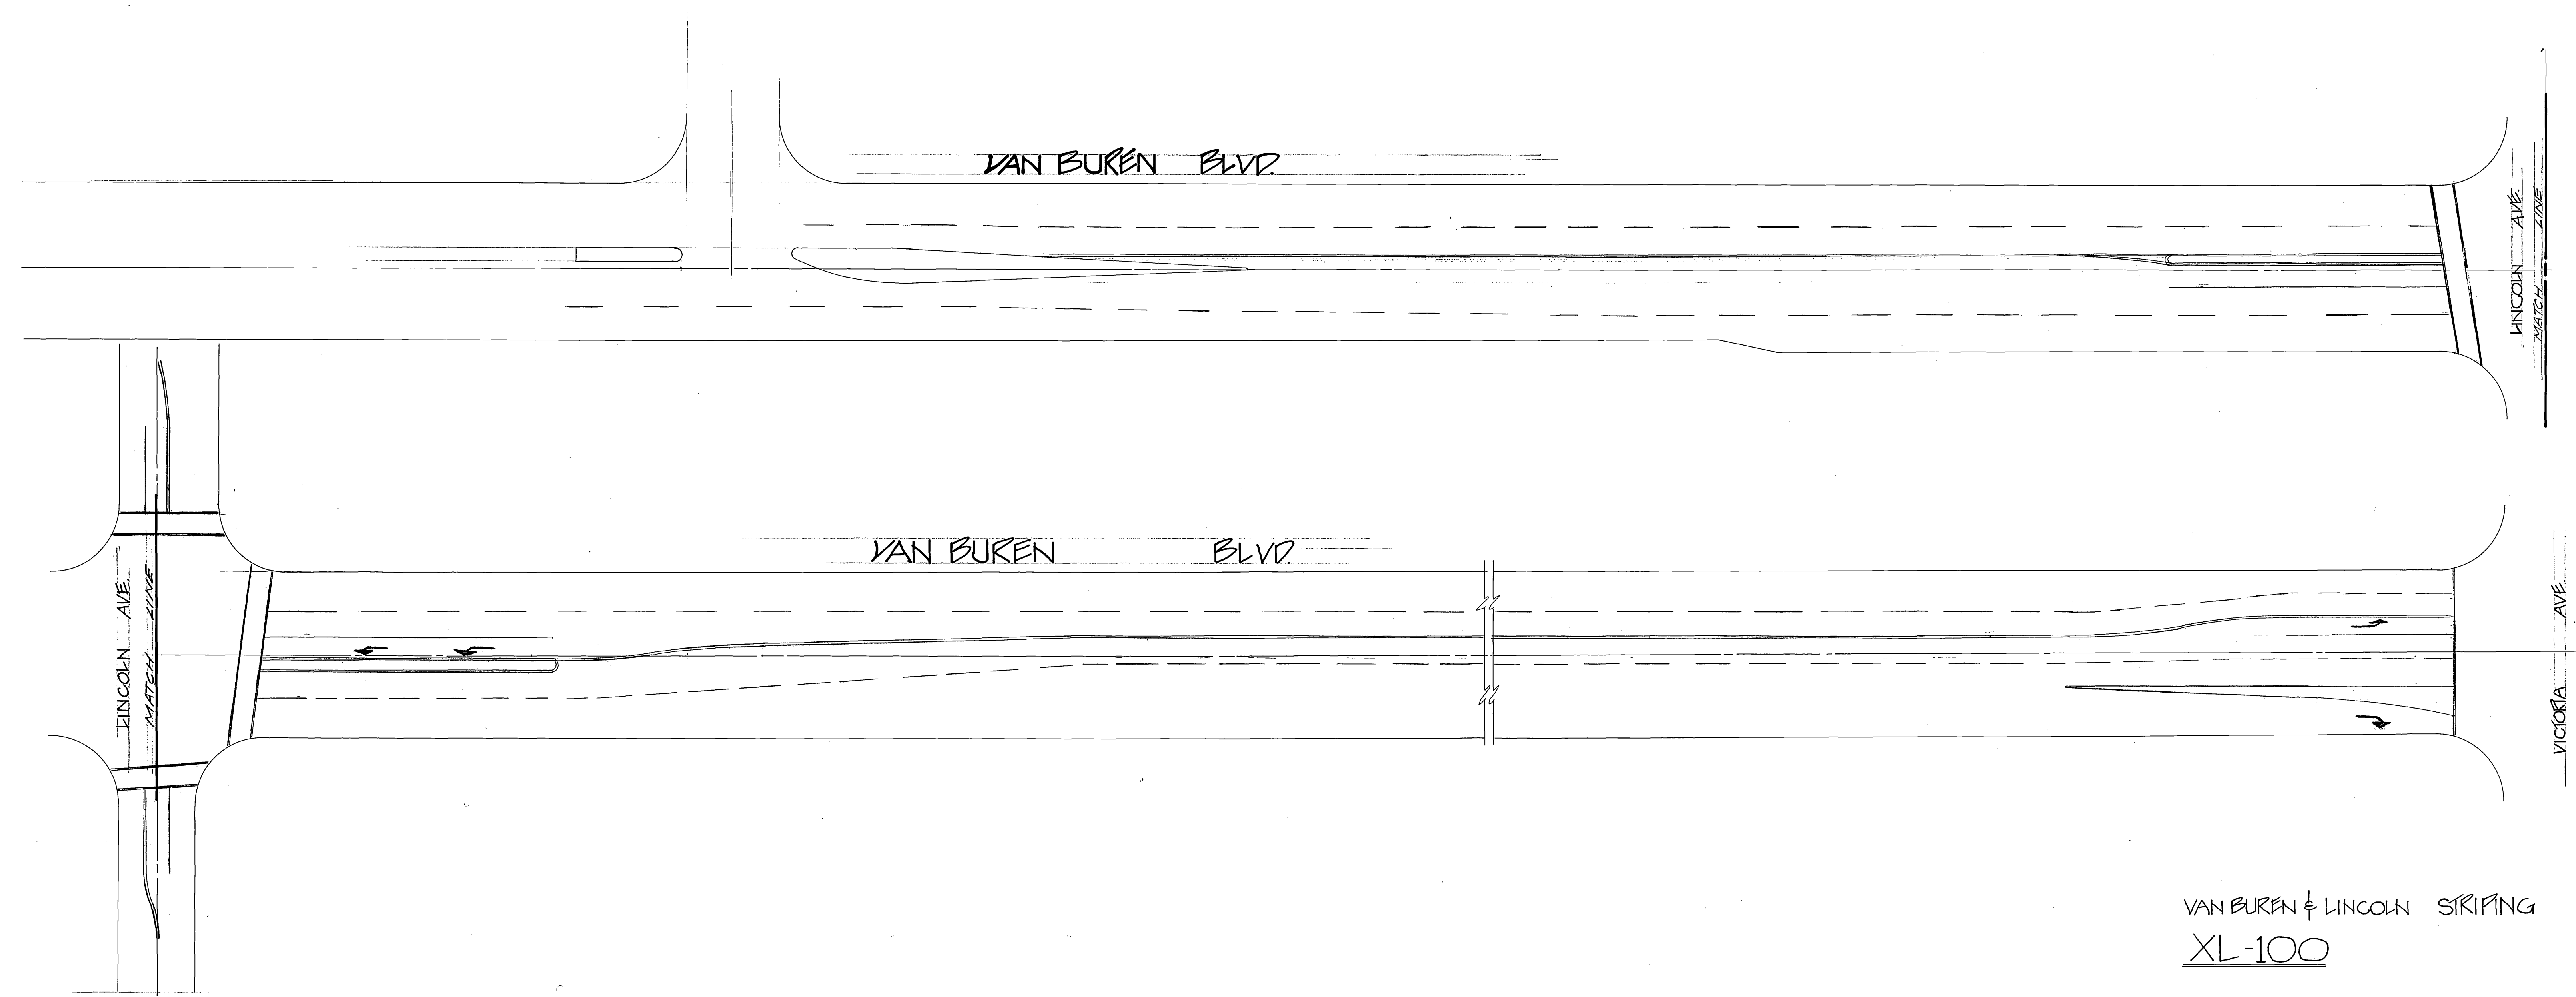 VAN BUREN BLVD.
LINCOLN AVE.
MATCH LINE
VAN BUREN BLVD.
LINCOLN AVE.
MATCH LINE
VICTORIA AVE.
VAN BUREN & LINCOLN STRIPING
XL-100